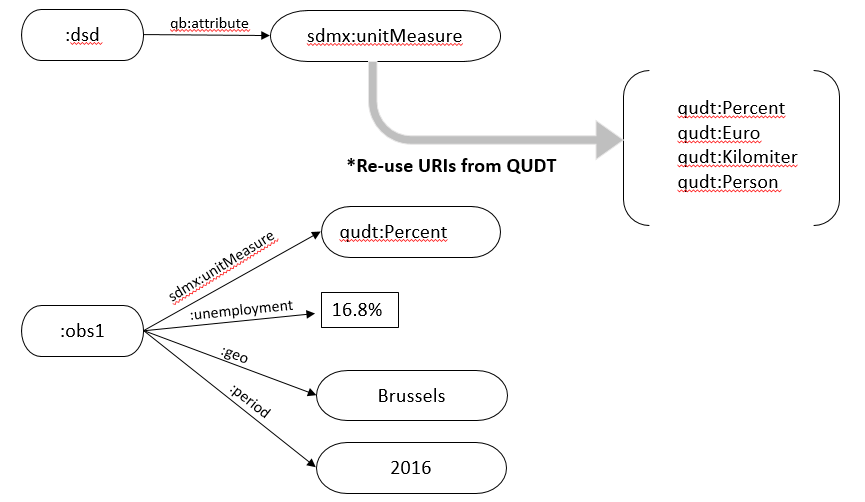 :dsd
qb:attribute
sdmx:unitMeasure
qudt:Percent
qudt:Euro
qudt:Kilomiter
qudt:Person
*Re-use URIs from QUDT
sdmx:unitMeasure
qudt:Percent
:obs1
:unemployment
16.8%
:geo
Brussels
:period
2016